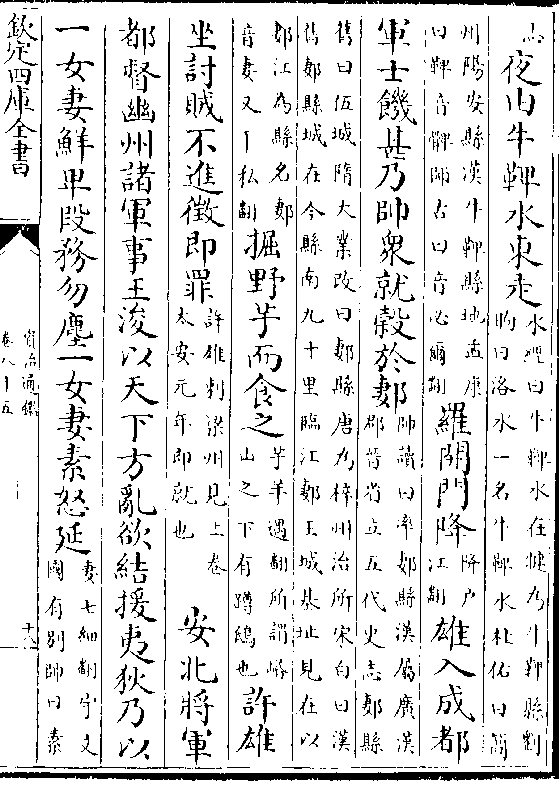 志夜由牛鞞水東走水經曰牛鞞水在犍為牛鞞縣劉昫曰洛水一名牛鞞水杜佑曰簡
州陽安縣漢牛鞞縣地孟康曰鞞音髀師古曰音必爾翻羅開門降降戶江翻雄入成都
軍士饑甚乃帥衆就穀於郪帥讀曰率郪縣漢屬廣漢郡晉省立五代史志郪縣
舊曰伍城隋大業改曰郪縣唐為梓州治所宋白曰漢舊郪縣城在今縣南九十里臨江郪王城基址見在以
郪江為縣名郪音妻又千私翻掘野芋而食之芋羊遇翻所謂岷山之下有蹲鴟也許雄
坐討賊不進徵即罪許雄刺梁州見上卷太安元年即就也安北將軍
都督幽州諸軍事王浚以天下方亂欲結援夷狄乃以
一女妻鮮卑段務勿塵一女妻素怒延妻七細翻宇文國有別帥曰素
欽定四庫全書
資治通鑑
卷八十五